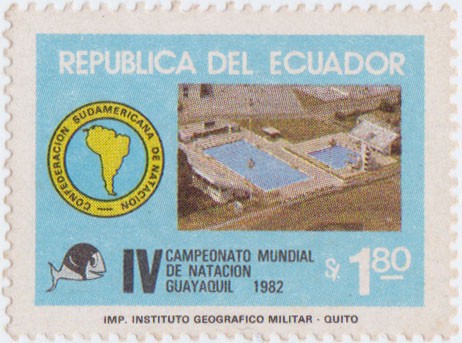 REPUBLICA DEL ECUADOR
CONFEDERACION SUDAMERICANA DE NATACION
IV CAMPEONATO MUNDIAL
DE NATACION
GUAYAQUIL 1982
S/. 1.80
IMP. INSTITUTO GEOGRAFICO MILITAR - QUITO